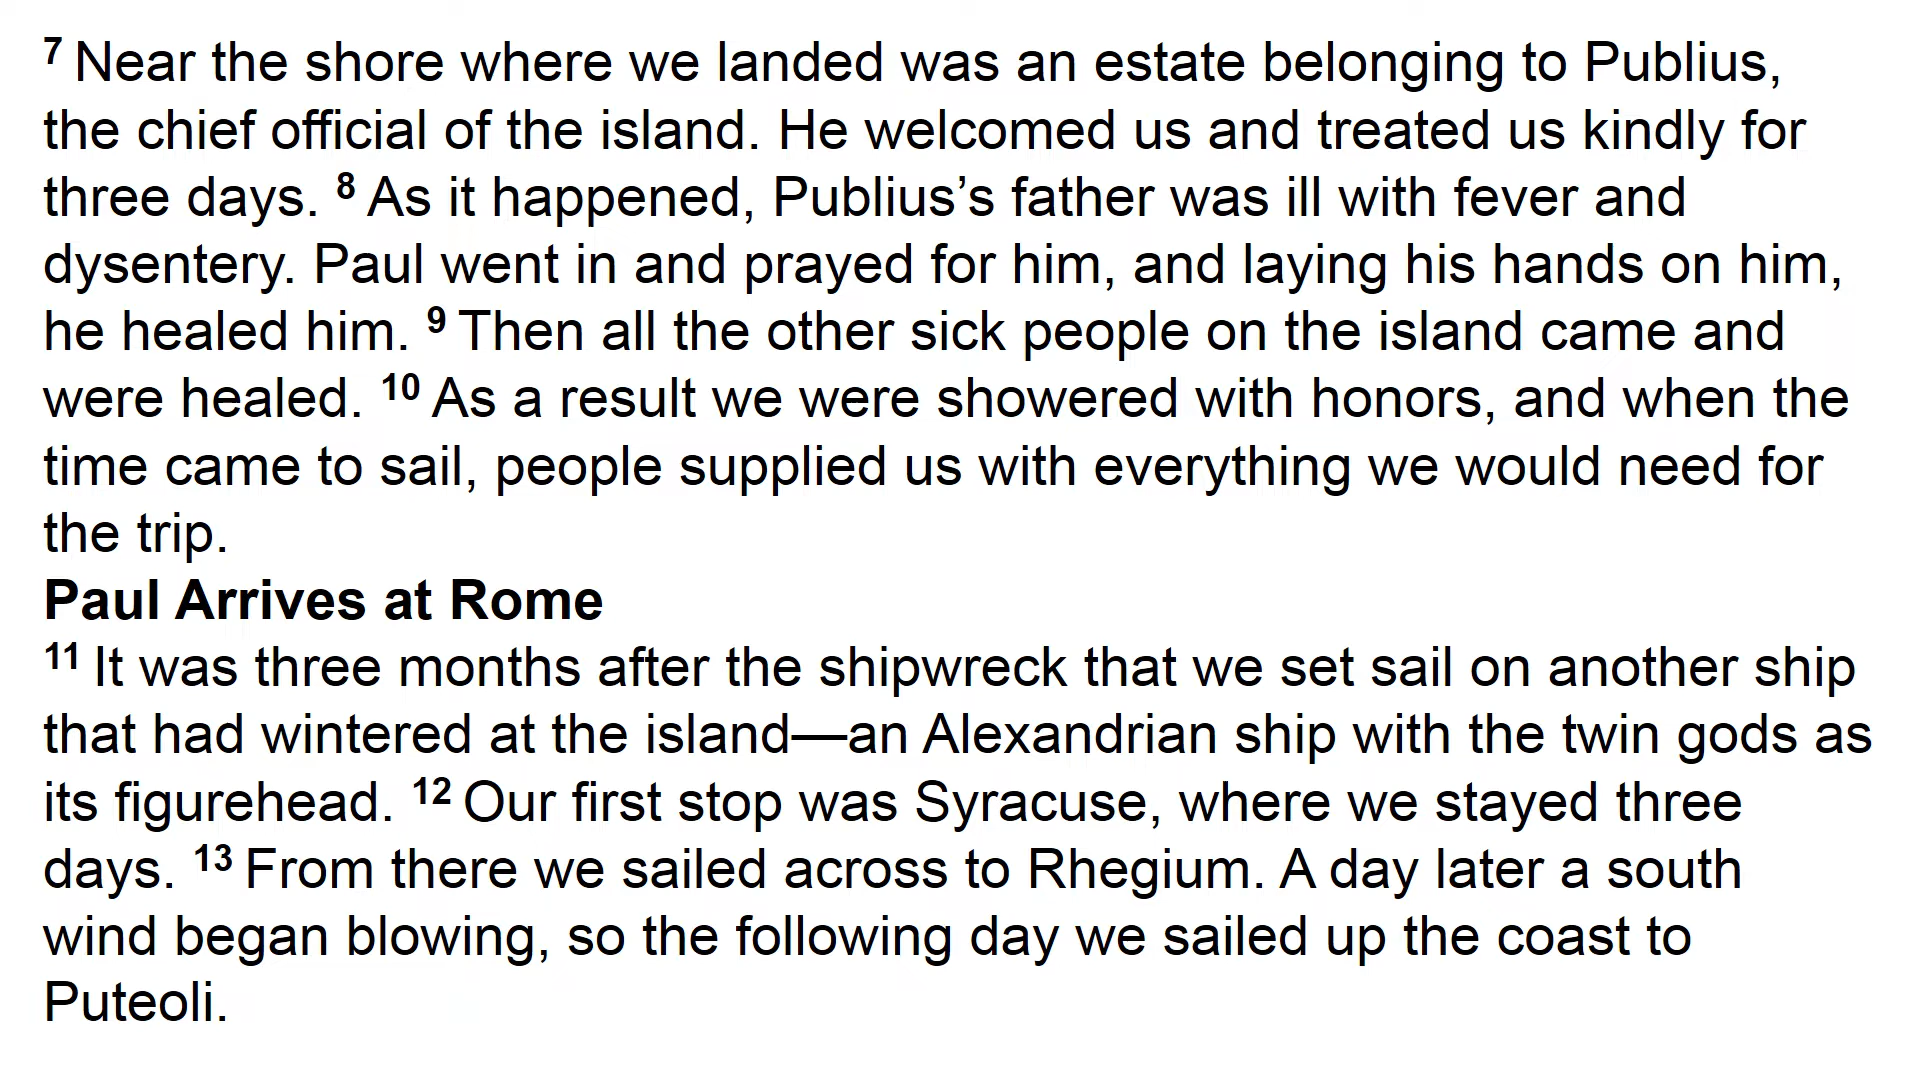 7 Near the shore where we landed was an estate belonging to Publius,
the chief official of the island. He welcomed us and treated us kindly for
three days. 8 As it happened, Publius’s father was ill with fever and
dysentery. Paul went in and prayed for him, and laying his hands on him,
he healed him. 9 Then all the other sick people on the island came and
were healed. 10 As a result we were showered with honors, and when the
time came to sail, people supplied us with everything we would need for
the trip.
Paul Arrives at Rome
11 It was three months after the shipwreck that we set sail on another ship
that had wintered at the island—an Alexandrian ship with the twin gods as
its figurehead. 12 Our first stop was Syracuse, where we stayed three
days. 13 From there we sailed across to Rhegium. A day later a south
wind began blowing, so the following day we sailed up the coast to
Puteoli.